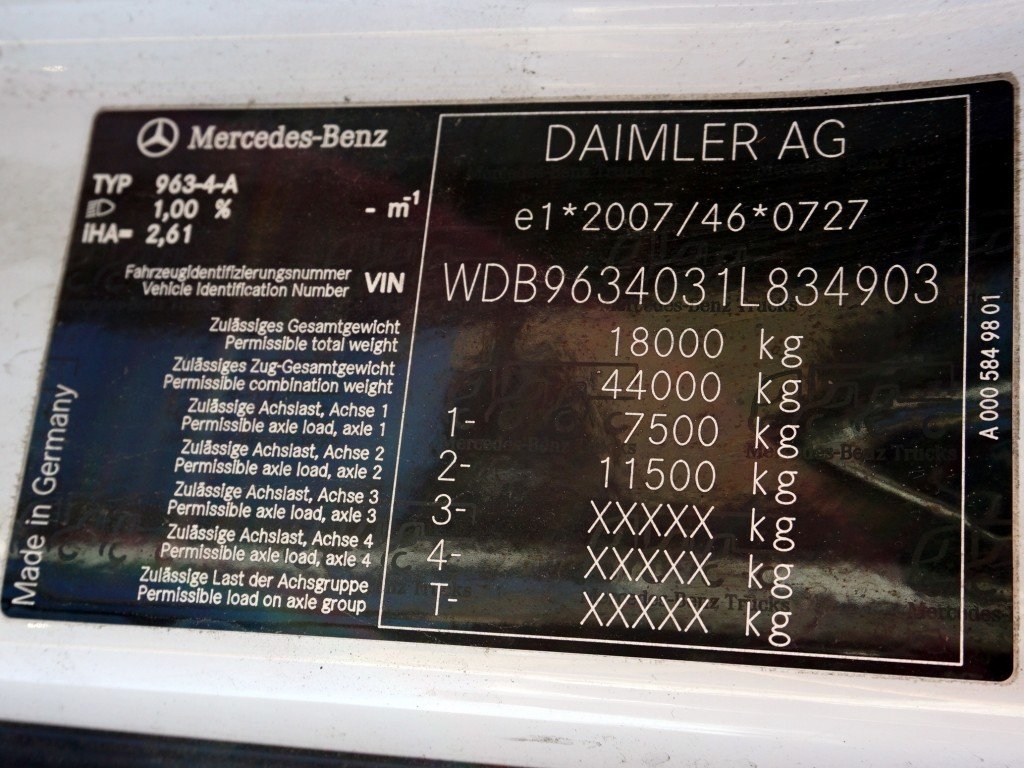 Mercedes-Benz
TYP 963-4-A
1,00 % - m⁻¹
IHA= 2,61
DAIMLER AG
e1*2007/46*0727
Fahrzeugidentifizierungsnummer
Vehicle Identification Number VIN WDB9634031L834903
Zulässiges Gesamtgewicht
Permissible total weight 18000 kg
Zulässiges Zug-Gesamtgewicht
Permissible combination weight 44000 kg
Zulässige Achslast, Achse 1
Permissible axle load, axle 1 1- 7500 kg
Zulässige Achslast, Achse 2
Permissible axle load, axle 2 2- 11500 kg
Zulässige Achslast, Achse 3
Permissible axle load, axle 3 3- XXXXX kg
Zulässige Achslast, Achse 4
Permissible axle load, axle 4 4- XXXXX kg
Zulässige Last der Achsgruppe
Permissible load on axle group T- XXXXX kg
Made in Germany
A 000 584 98 01
Mercedes-Benz Trucks